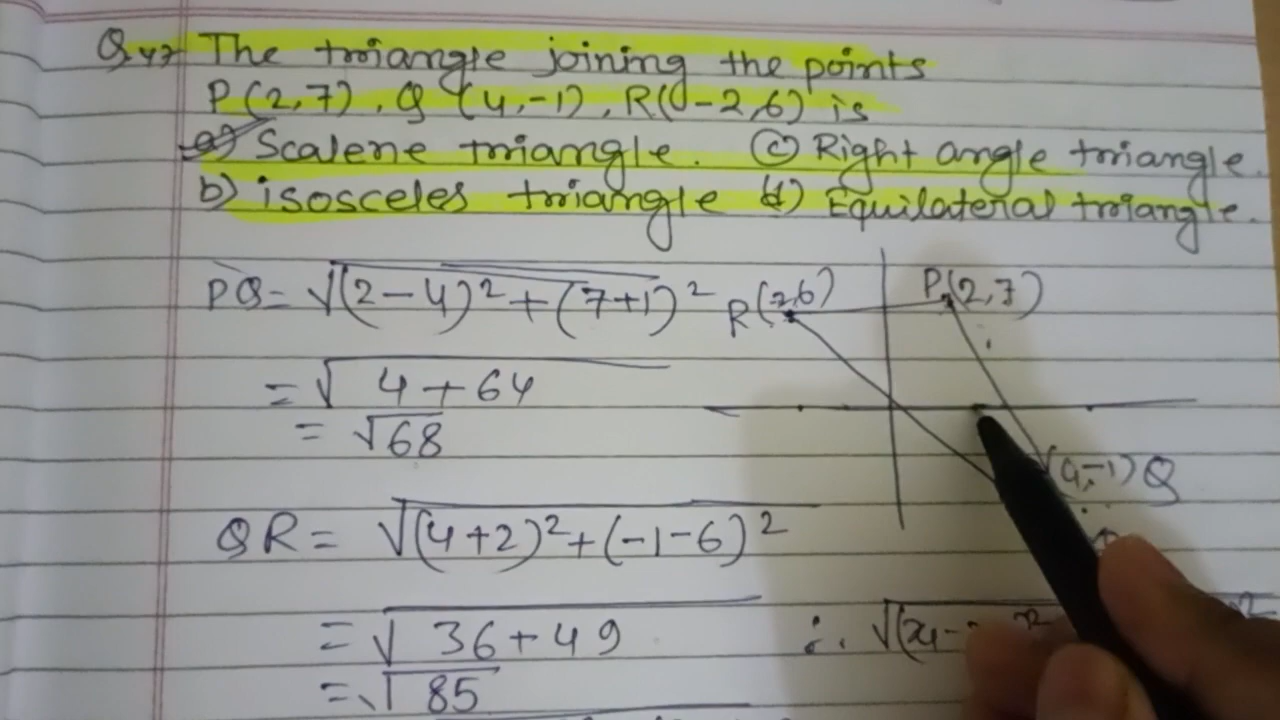 Q.47 The triangle joining the points
P(2,7), Q (4,-1), R(-2,6) is
a) Scalene triangle. (c) Right angle triangle.
b) isosceles triangle d) Equilateral triangle.
PQ = √(2-4)² + (7+1)²
R(-2,6)
P(2,7)
= √4+64
= √68
(4,-1) Q
QR = √(4+2)² + (-1-6)²
= √36+49
= √85